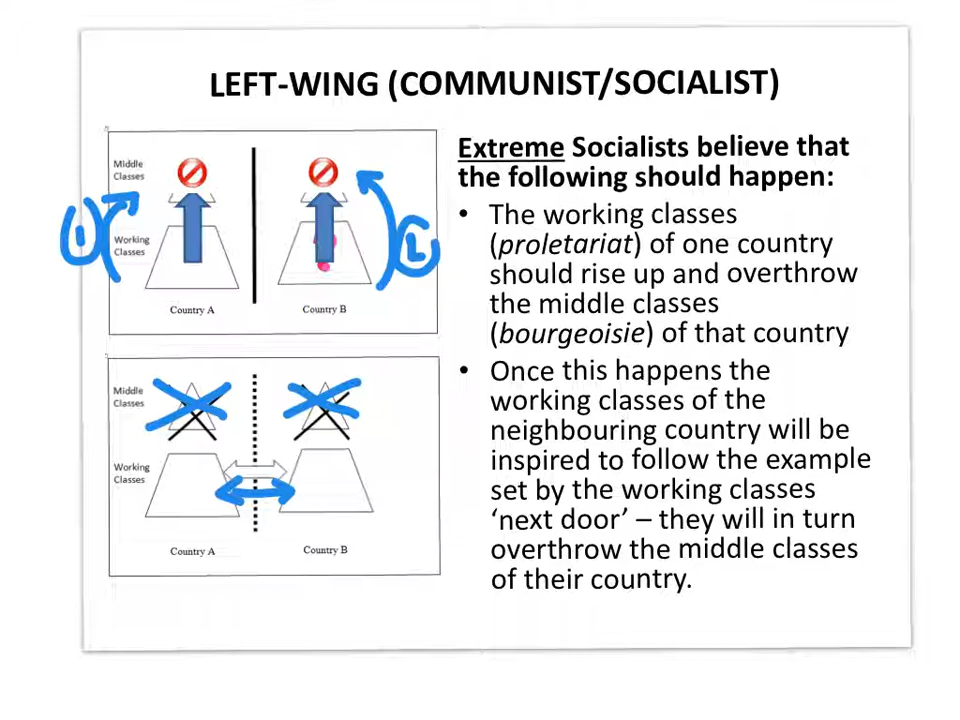 LEFT-WING (COMMUNIST/SOCIALIST)
Middle
Classes
Working
Classes
Country A
Country B
1
2
Middle
Classes
Working
Classes
Country A
Country B
Extreme Socialists believe that
the following should happen:
• The working classes
(proletariat) of one country
should rise up and overthrow
the middle classes
(bourgeoisie) of that country
• Once this happens the
working classes of the
neighbouring country will be
inspired to follow the example
set by the working classes
‘next door’ – they will in turn
overthrow the middle classes
of their country.